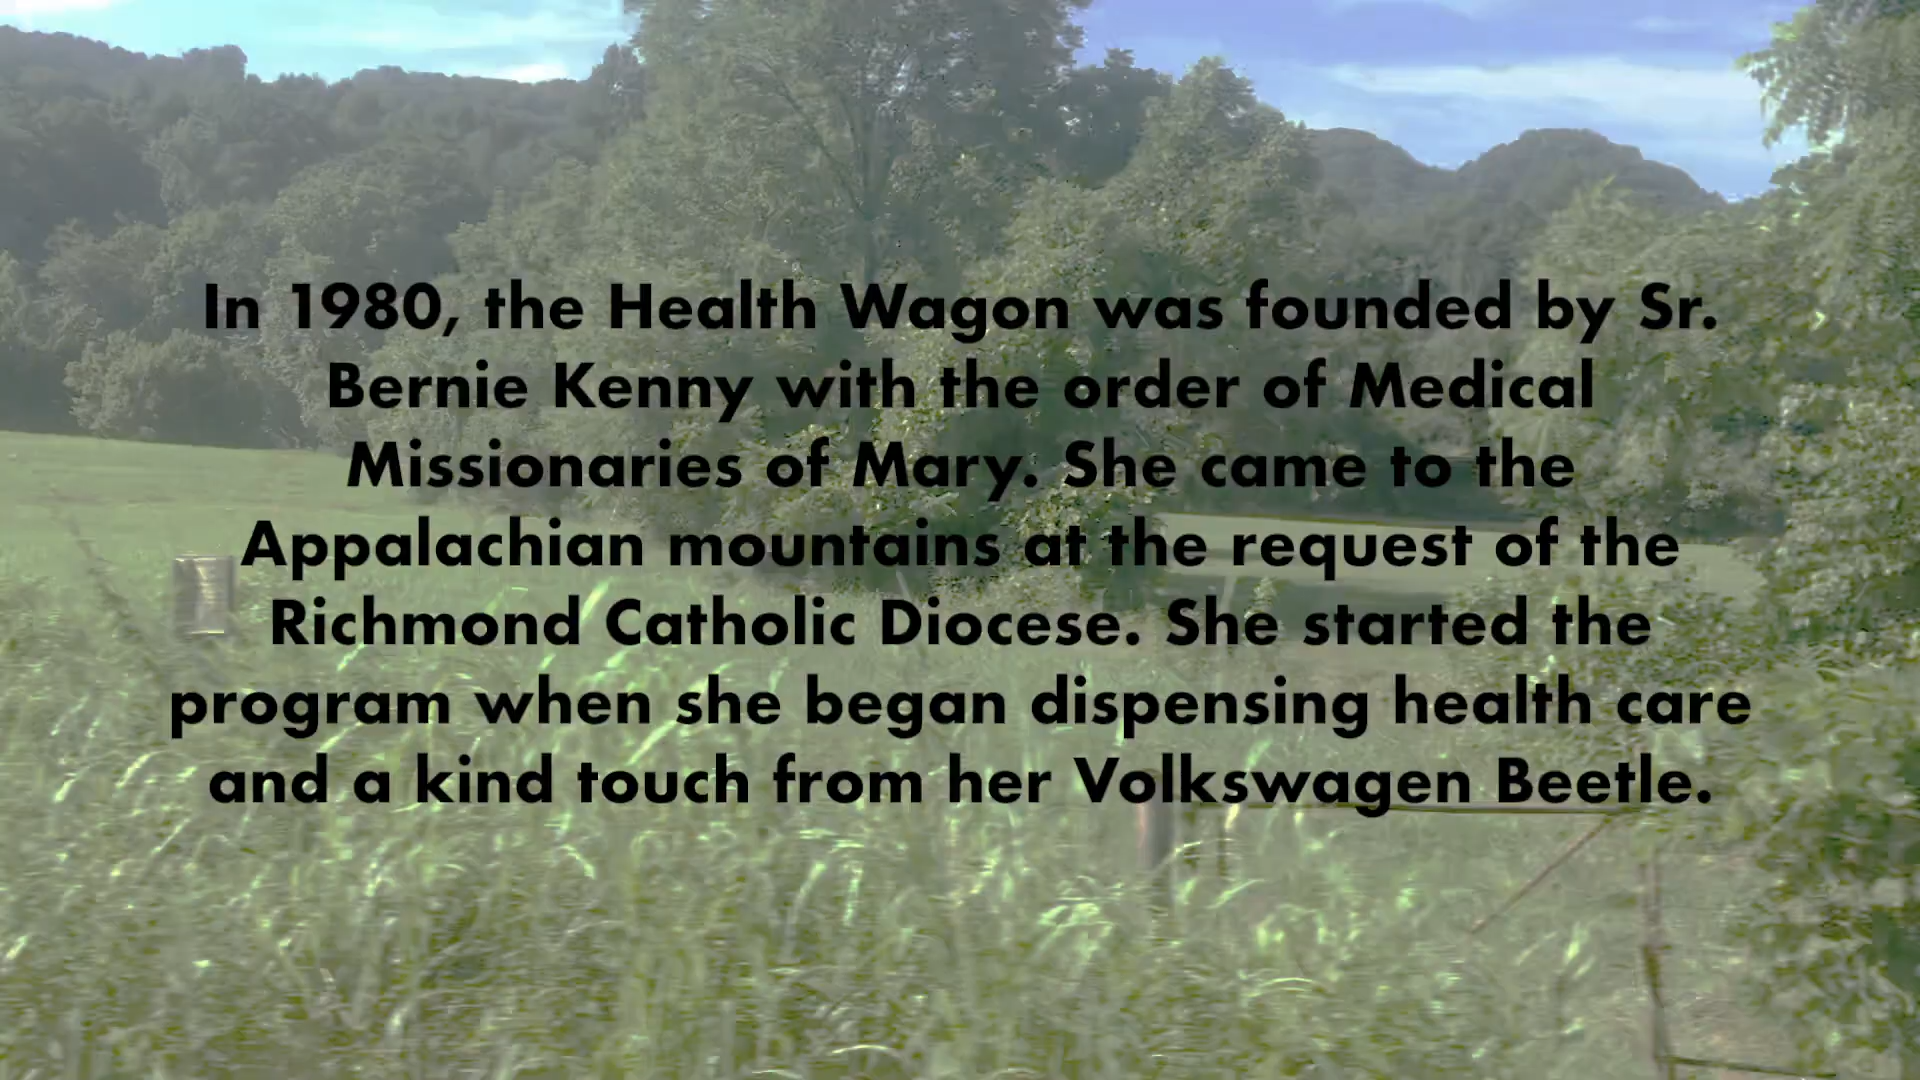 In 1980, the Health Wagon was founded by Sr.
Bernie Kenny with the order of Medical
Missionaries of Mary. She came to the
Appalachian mountains at the request of the
Richmond Catholic Diocese. She started the
program when she began dispensing health care
and a kind touch from her Volkswagen Beetle.